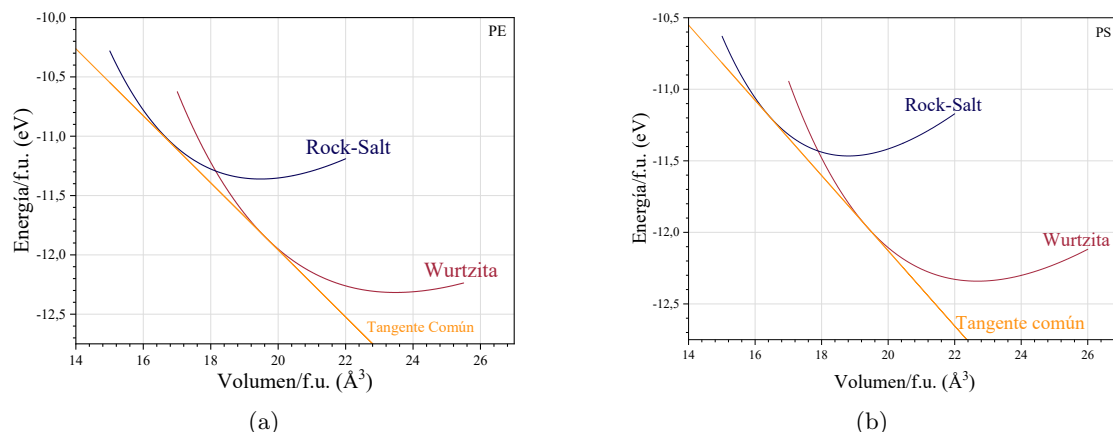 -10,0
-10,5
-11,0
-11,5
-12,0
-12,5
Energía/f.u. (eV)
PE
Rock-Salt
Wurtzita
Tangente Común
14 16 18 20 22 24 26
Volumen/f.u. (Å³)
(a)
-10,5
-11,0
-11,5
-12,0
-12,5
Energía/f.u. (eV)
PS
Rock-Salt
Wurtzita
Tangente común
14 16 18 20 22 24 26
Volumen/f.u. (Å³)
(b)